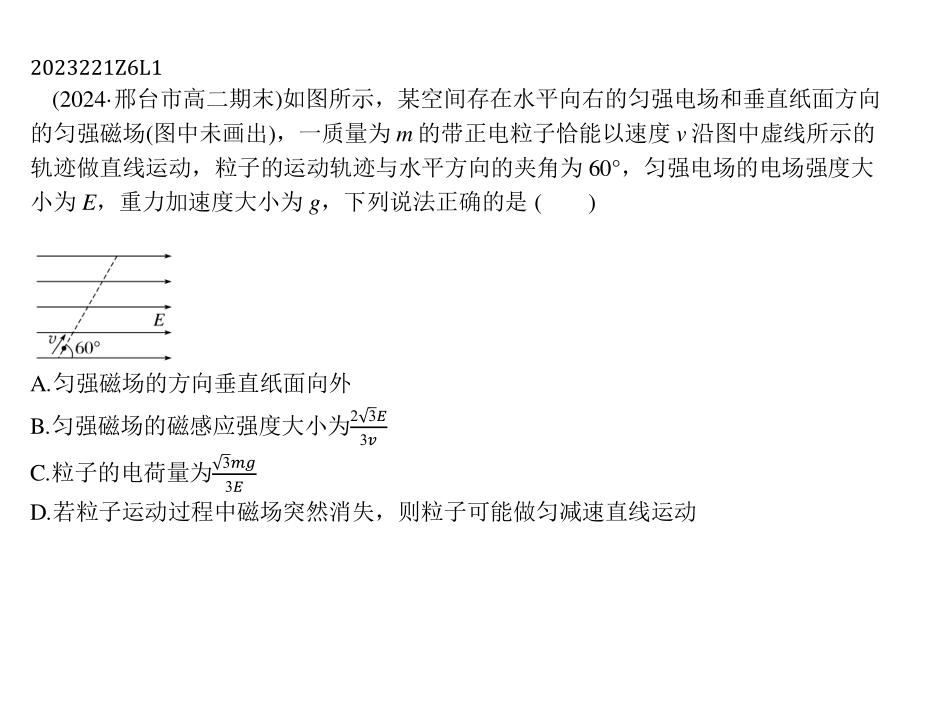 2023221Z6L1
(2024·邢台市高二期末)如图所示，某空间存在水平向右的匀强电场和垂直纸面方向
的匀强磁场(图中未画出)，一质量为 m 的带正电粒子恰能以速度 v 沿图中虚线所示的
轨迹做直线运动，粒子的运动轨迹与水平方向的夹角为 60°，匀强电场的电场强度大
小为 E，重力加速度大小为 g，下列说法正确的是 (　　)
E
v 60°
A.匀强磁场的方向垂直纸面向外
B.匀强磁场的磁感应强度大小为2√3E/3v
C.粒子的电荷量为√3mg/3E
D.若粒子运动过程中磁场突然消失，则粒子可能做匀减速直线运动